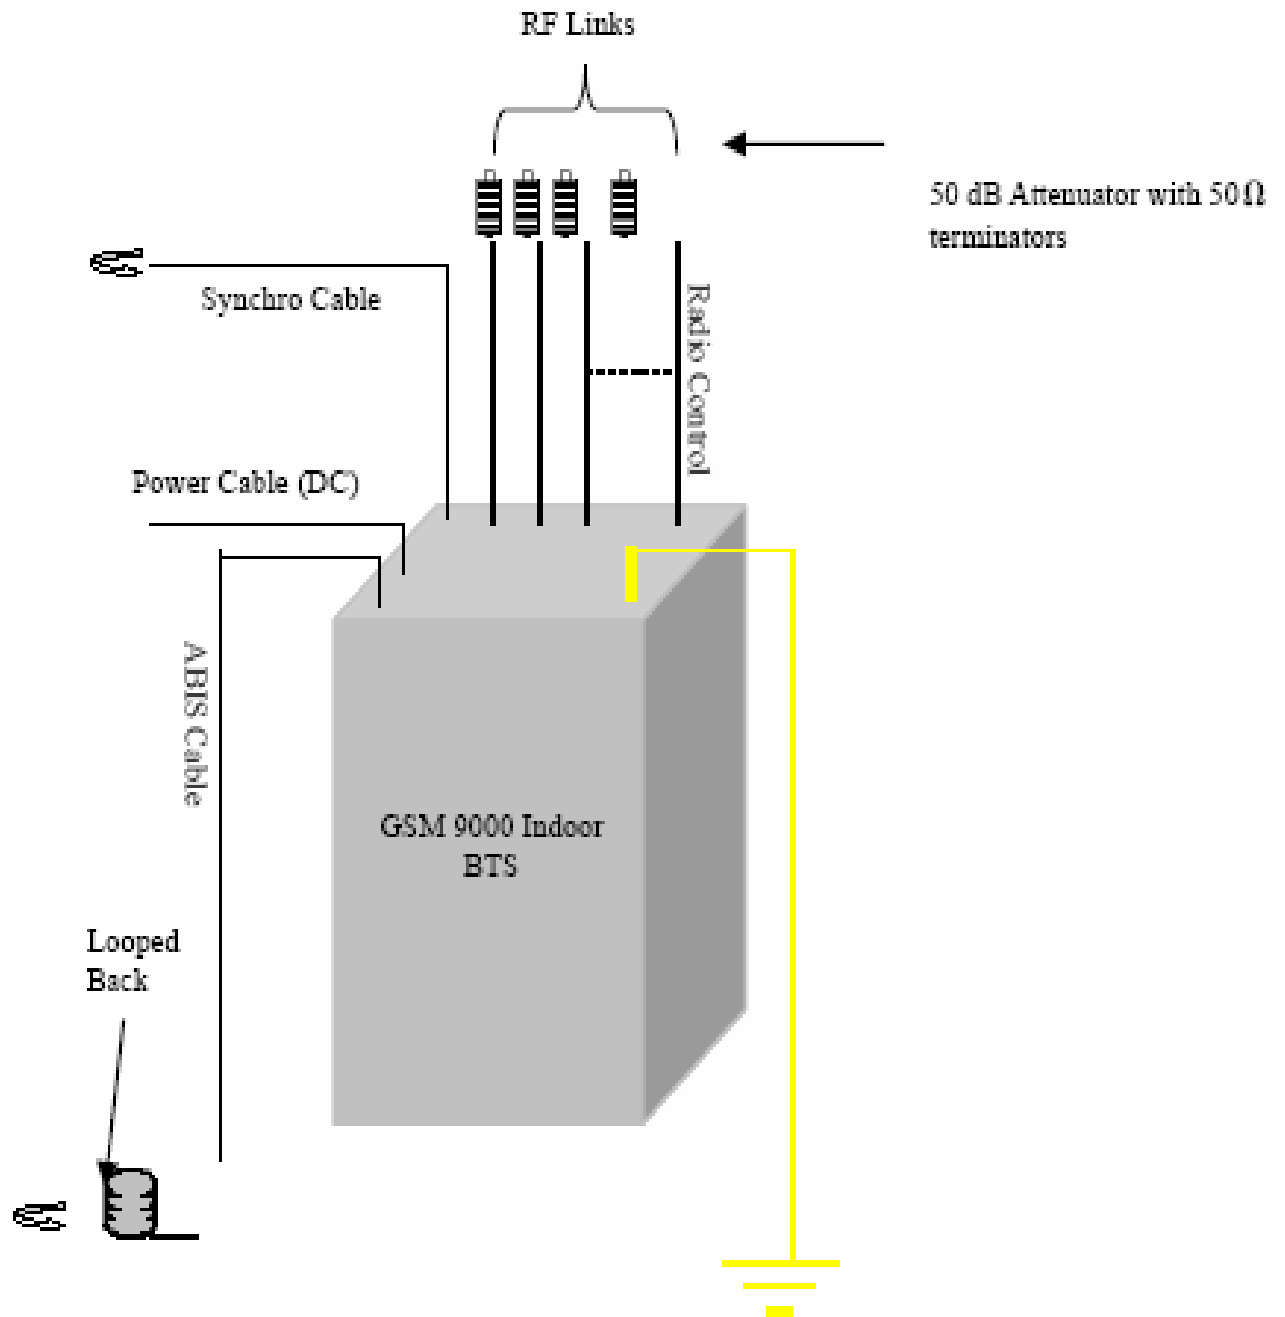 RF Links
50 dB Attenuator with 50Ω
terminators
Synchro Cable
Radio Control
Power Cable (DC)
ABIS Cable
GSM 9000 Indoor
BTS
Looped
Back